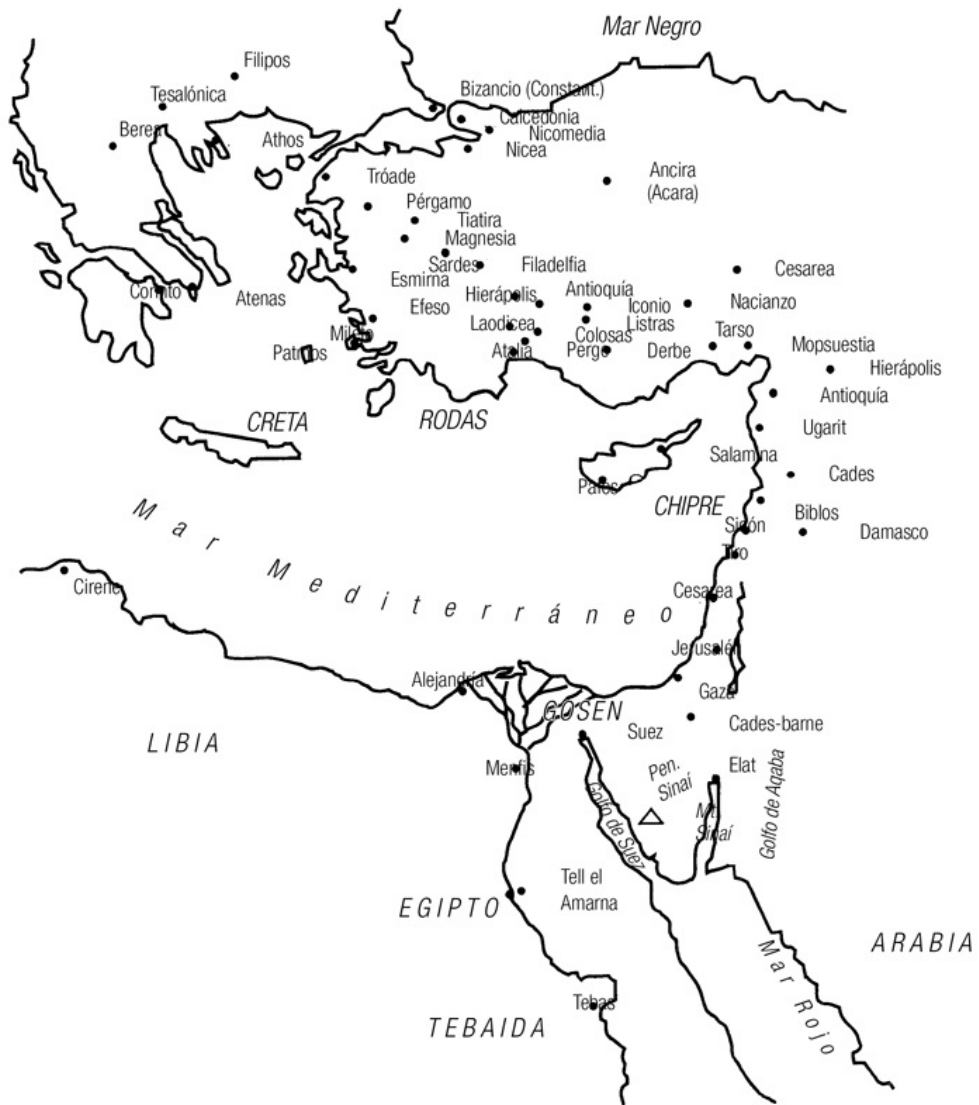 Mar Negro
Filipos
Tesalónica
Bizancio (Constant.)
Calcedonia
Nicomedia
Berea
Athos
Nicea
Tróade
Ancira
(Acara)
Pérgamo
Tiatira
Magnesia
Sardes
Filadelfia
Esmirna
Cesarea
Corinto
Atenas
Efeso
Hierápolis
Antioquía
Iconio
Nacianzo
Mileto
Laodicea
Colosas
Listras
Tarso
Patmos
Atalia
Perge
Derbe
Mopsuestia
Hierápolis
Antioquía
CRETA
RODAS
Ugarit
Salamina
Cades
Pafos
CHIPRE
Biblos
Sidón
Damasco
Tiro
Mar Mediterráneo
Cirene
Cesarea
Jerusalén
Alejandría
Gaza
GOSEN
Cades-barne
LIBIA
Suez
Menfis
Pen.
Sinaí
Elat
Golfo de Suez
Mt.
Sinaí
Golfo de Aqaba
Tell el
Amarna
EGIPTO
ARABIA
Mar Rojo
Tebas
TEBAIDA